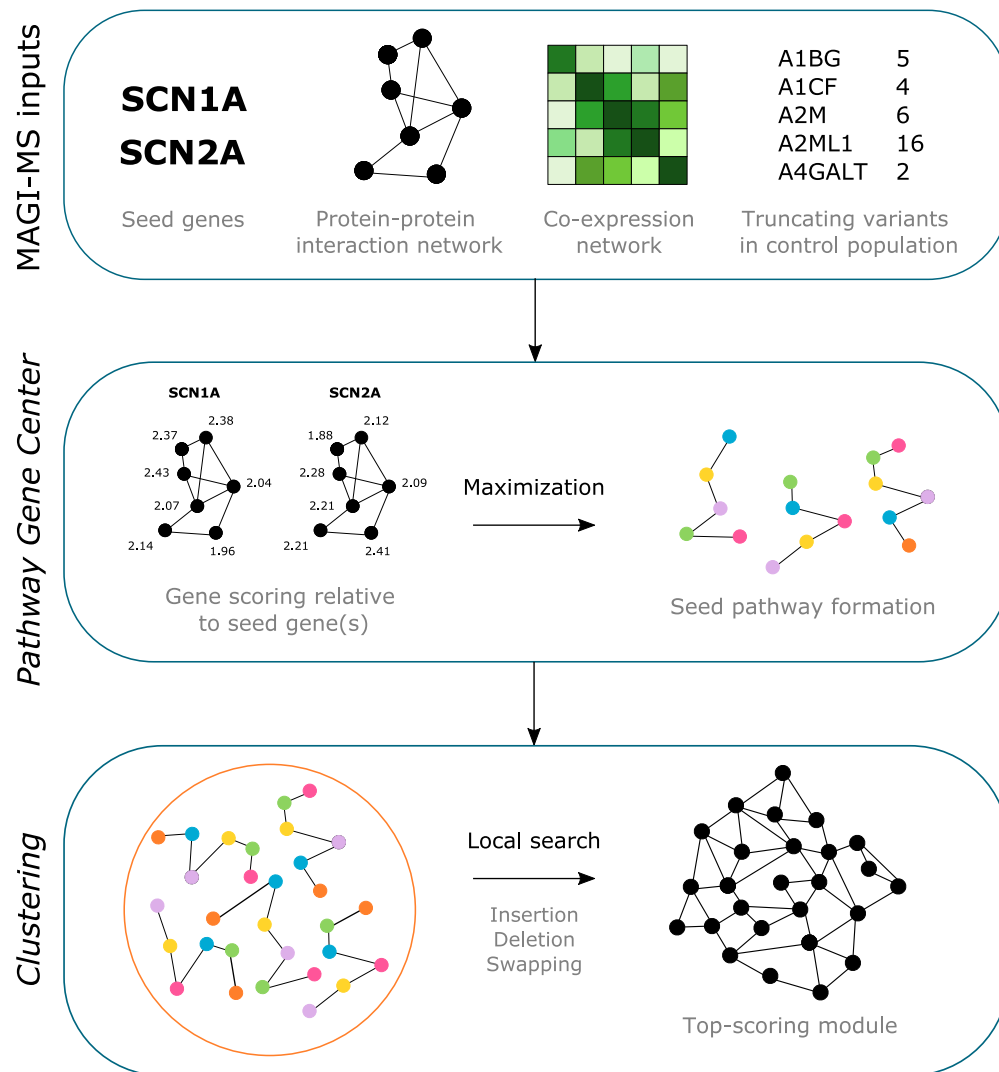 MAGI-MS inputs
SCN1A
SCN2A
Seed genes
Protein-protein
interaction network
Co-expression
network
A1BG 5
A1CF 4
A2M 6
A2ML1 16
A4GALT 2
Truncating variants
in control population
Pathway Gene Center
SCN1A
2.38
2.37
2.43
2.04
2.07
2.14
1.96
SCN2A
2.12
1.88
2.28
2.09
2.21
2.21
2.41
Gene scoring relative
to seed gene(s)
Maximization
Seed pathway formation
Clustering
Local search
Insertion
Deletion
Swapping
Top-scoring module